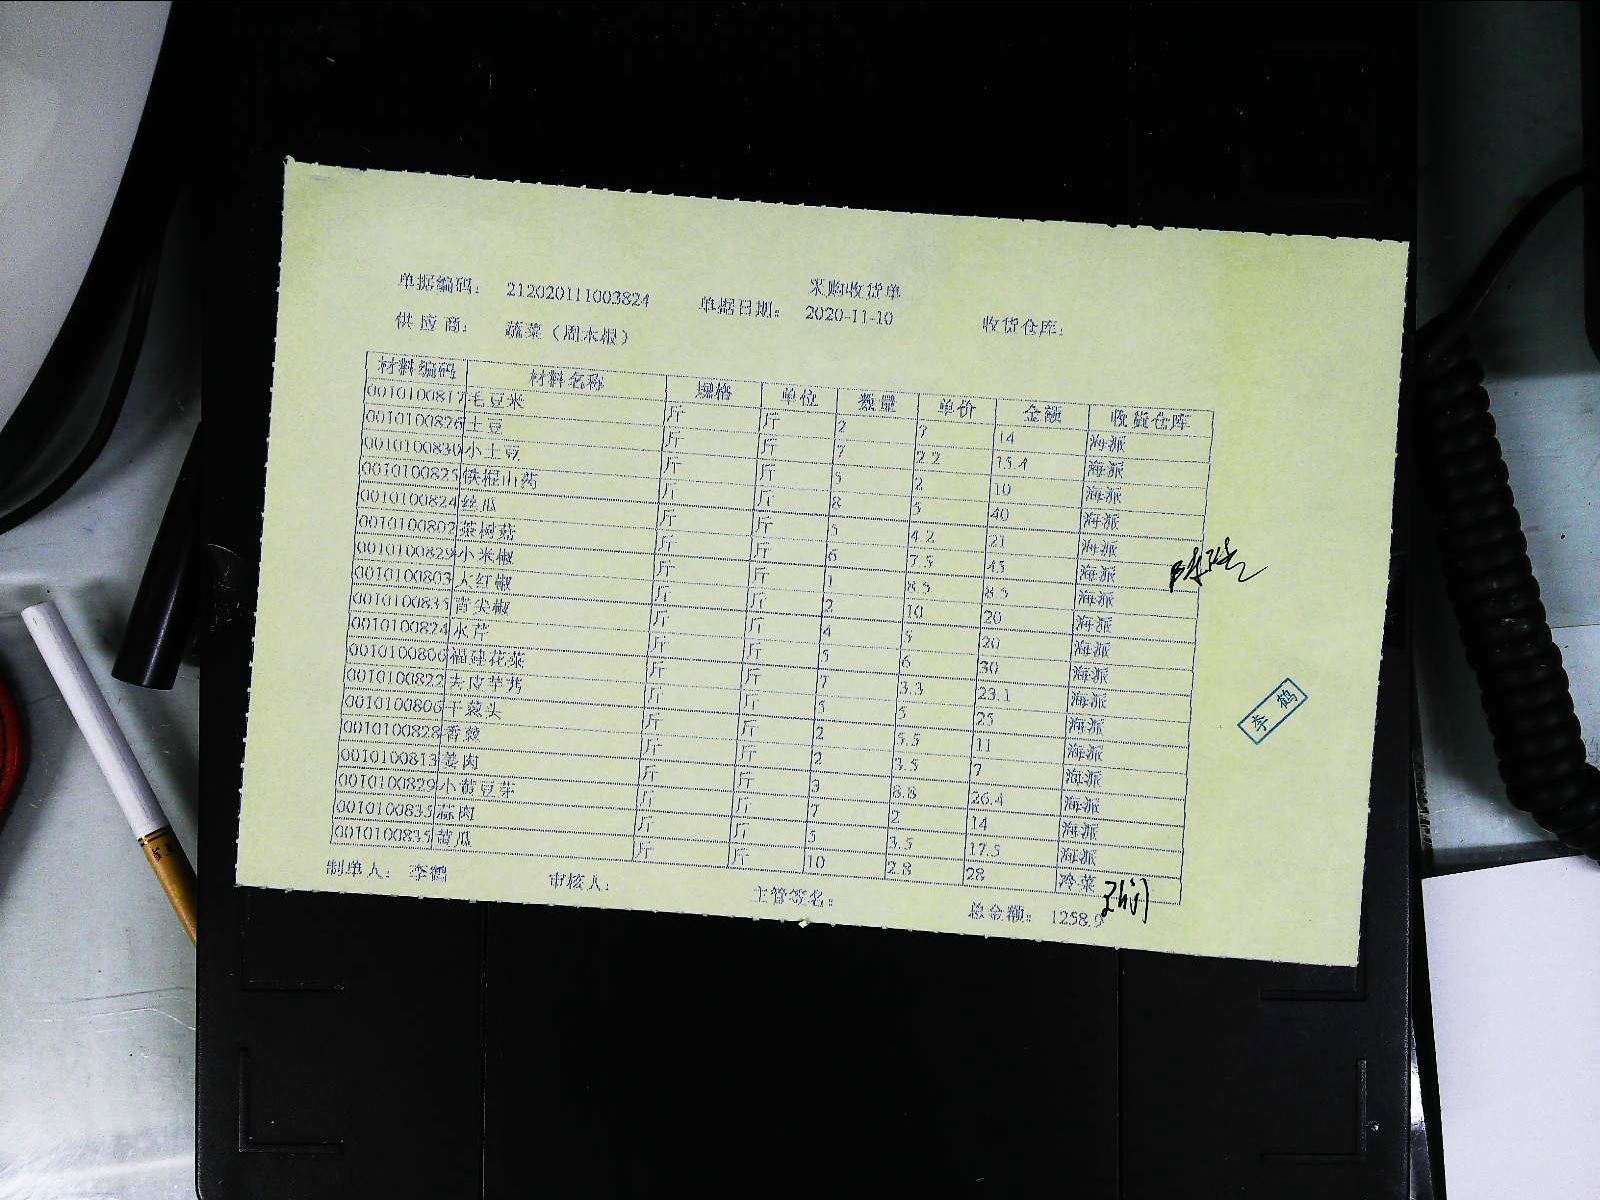 采购收货单
单据编码： 212020111003824 单据日期： 2020-11-10 收货仓库：
供应商： 蔬菜（周本根）
材料编码 材料名称 规格 单位 数量 单价 金额 收货仓库
0010100817 毛豆米 斤 斤 2 7 14 海派
0010100826 土豆 斤 斤 7 2.2 15.4 海派
0010100830 小土豆 斤 斤 5 2 10 海派
0010100825 铁棍山药 斤 斤 8 5 40 海派
0010100824 丝瓜 斤 斤 5 4.2 21 海派
0010100802 茶树菇 斤 斤 6 7.5 45 海派
0010100829 小米椒 斤 斤 1 8.5 8.5 海派
0010100803 大红椒 斤 斤 2 10 20 海派
0010100835 青尖椒 斤 斤 4 5 20 海派
0010100824 水芹 斤 斤 5 6 30 海派
0010100806 福建花菜 斤 斤 7 3.3 23.1 海派
0010100822 去皮芋艿 斤 斤 5 5 25 海派
0010100806 干葱头 斤 斤 2 5.5 11 海派
0010100828 香菜 斤 斤 2 3.5 7 海派
0010100813 姜肉 斤 斤 3 8.8 26.4 海派
0010100829 小黄豆芽 斤 斤 7 2 14 海派
0010100833 蒜肉 斤 斤 5 3.5 17.5 海派
0010100835 黄瓜 斤 斤 10 2.8 28 冷菜
制单人： 李鹤 审核人： 主管签名： 总金额： 1258.9
李鹤